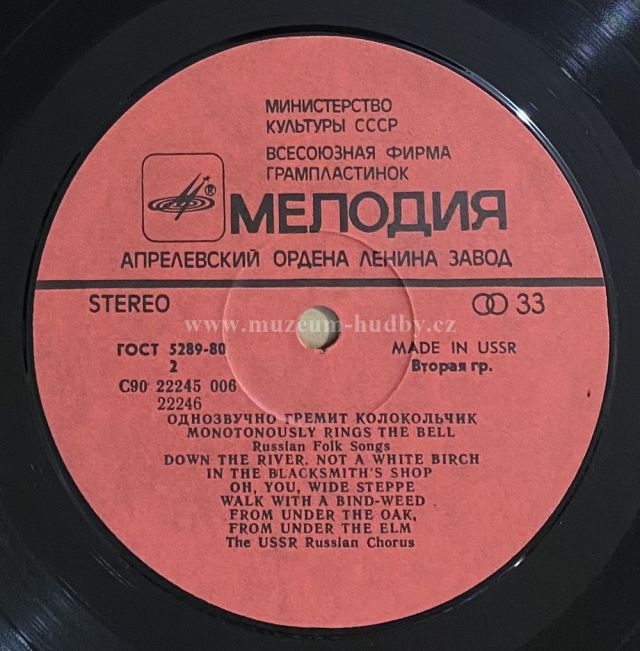 МИНИСТЕРСТВО
КУЛЬТУРЫ СССР
ВСЕСОЮЗНАЯ ФИРМА
ГРАМПЛАСТИНОК
®
МЕЛОДИЯ
АПРЕЛЕВСКИЙ ОРДЕНА ЛЕНИНА ЗАВОД
STEREO 33
www.muzeum-hudby.cz
ГОСТ 5289-80 MADE IN USSR
2 Вторая гр.
С90 22245 006
22246
ОДНОЗВУЧНО ГРЕМИТ КОЛОКОЛЬЧИК
MONOTONOUSLY RINGS THE BELL
Russian Folk Songs
DOWN THE RIVER. NOT A WHITE BIRCH
IN THE BLACKSMITH'S SHOP
OH, YOU, WIDE STEPPE
WALK WITH A BIND-WEED
FROM UNDER THE OAK,
FROM UNDER THE ELM
The USSR Russian Chorus